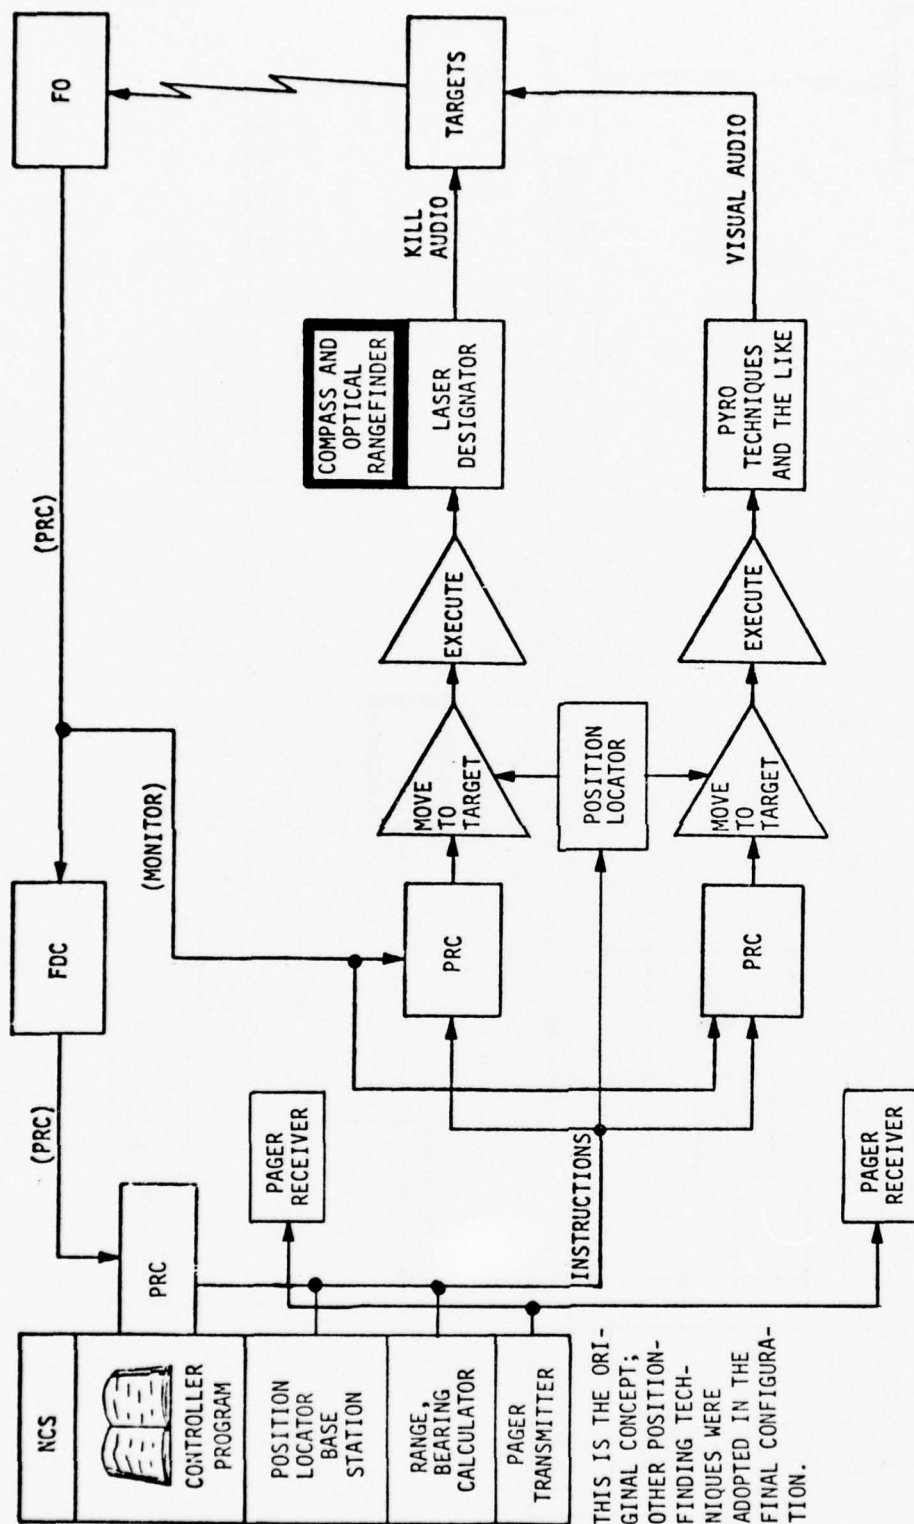 NCS
CONTROLLER
PROGRAM
POSITION
LOCATOR
BASE
STATION
RANGE,
BEARING
CALCULATOR
PAGER
TRANSMITTER
PRC
(PRC)
FDC
(PRC)
FO
(MONITOR)
PAGER
RECEIVER
INSTRUCTIONS
PRC
MOVE
TO
TARGET
EXECUTE
COMPASS AND
OPTICAL
RANGEFINDER
LASER
DESIGNATOR
KILL
AUDIO
TARGETS
POSITION
LOCATOR
PRC
MOVE
TO
TARGET
EXECUTE
PYRO
TECHNIQUES
AND THE LIKE
VISUAL AUDIO
PAGER
RECEIVER
THIS IS THE ORI-
GINAL CONCEPT;
OTHER POSITION-
FINDING TECH-
NIQUES WERE
ADOPTED IN THE
FINAL CONFIGURA-
TION.